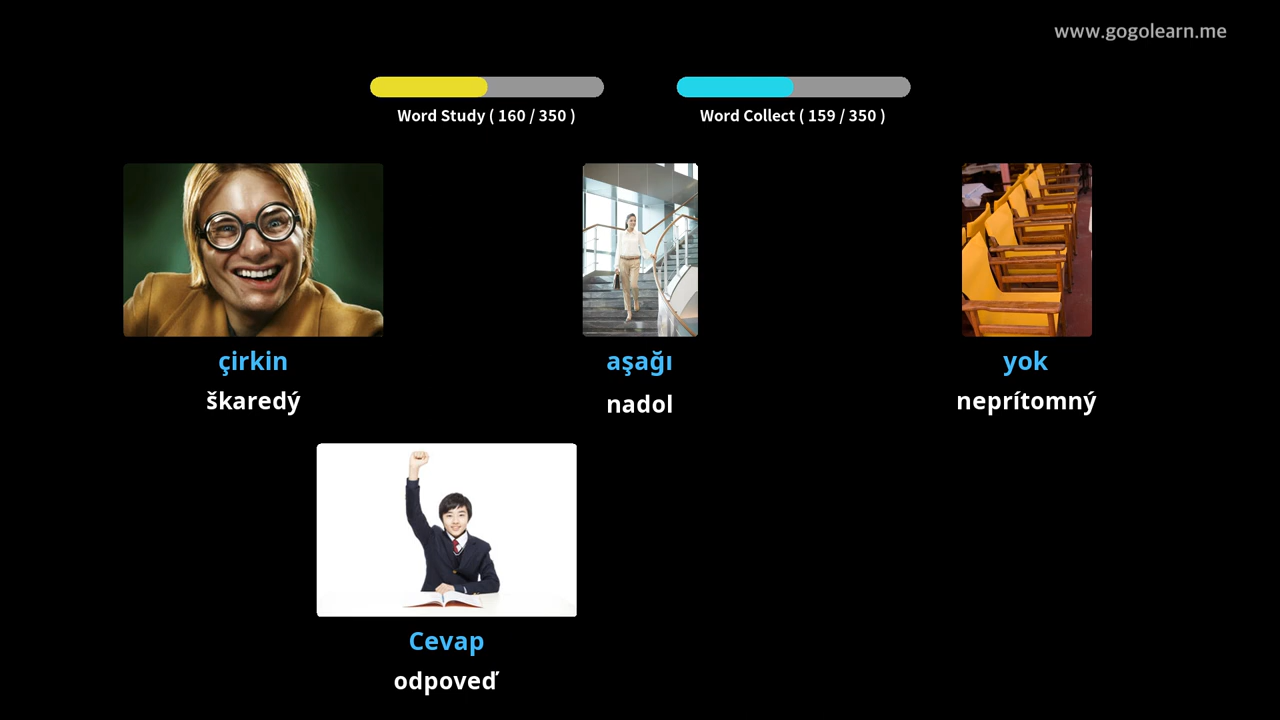 www.gogolearn.me
Word Study ( 160 / 350 )
Word Collect ( 159 / 350 )
çirkin
škaredý
aşağı
nadol
yok
neprítomný
Cevap
odpoveď